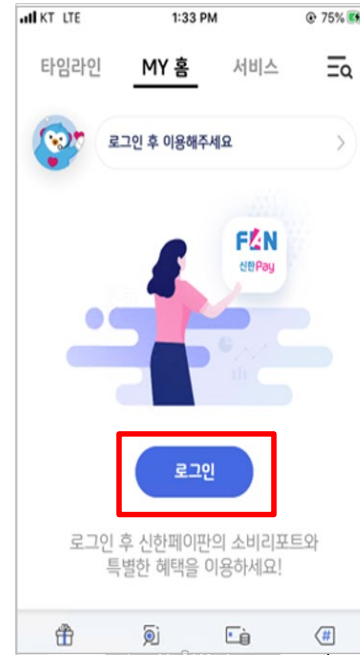 KT LTE 1:33 PM 75%
타임라인 MY 홈 서비스
로그인 후 이용해주세요
FAN
신한Pay
로그인
로그인 후 신한페이판의 소비리포트와
특별한 혜택을 이용하세요!
#